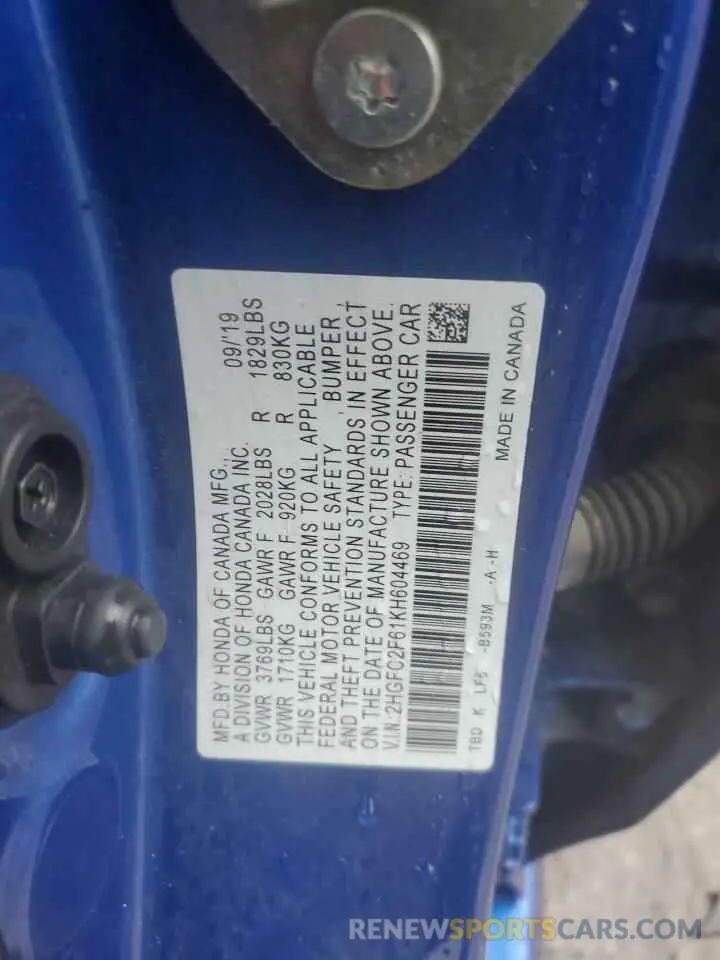 MFD.BY HONDA OF CANADA MFG.,
A DIVISION OF HONDA CANADA INC. 09/'19
GVWR 3769LBS GAWR F 2028LBS R 1829LBS
GVWR 1710KG GAWR F 920KG R 830KG
THIS VEHICLE CONFORMS TO ALL APPLICABLE
FEDERAL MOTOR VEHICLE SAFETY, BUMPER,
AND THEFT PREVENTION STANDARDS IN EFFECT
ON THE DATE OF MANUFACTURE SHOWN ABOVE.
V.I.N.:2HGFC2F61KH604469 TYPE: PASSENGER CAR
TBD K LF5 -B593M -A -H
MADE IN CANADA
RENEWSPORTSCARS.COM